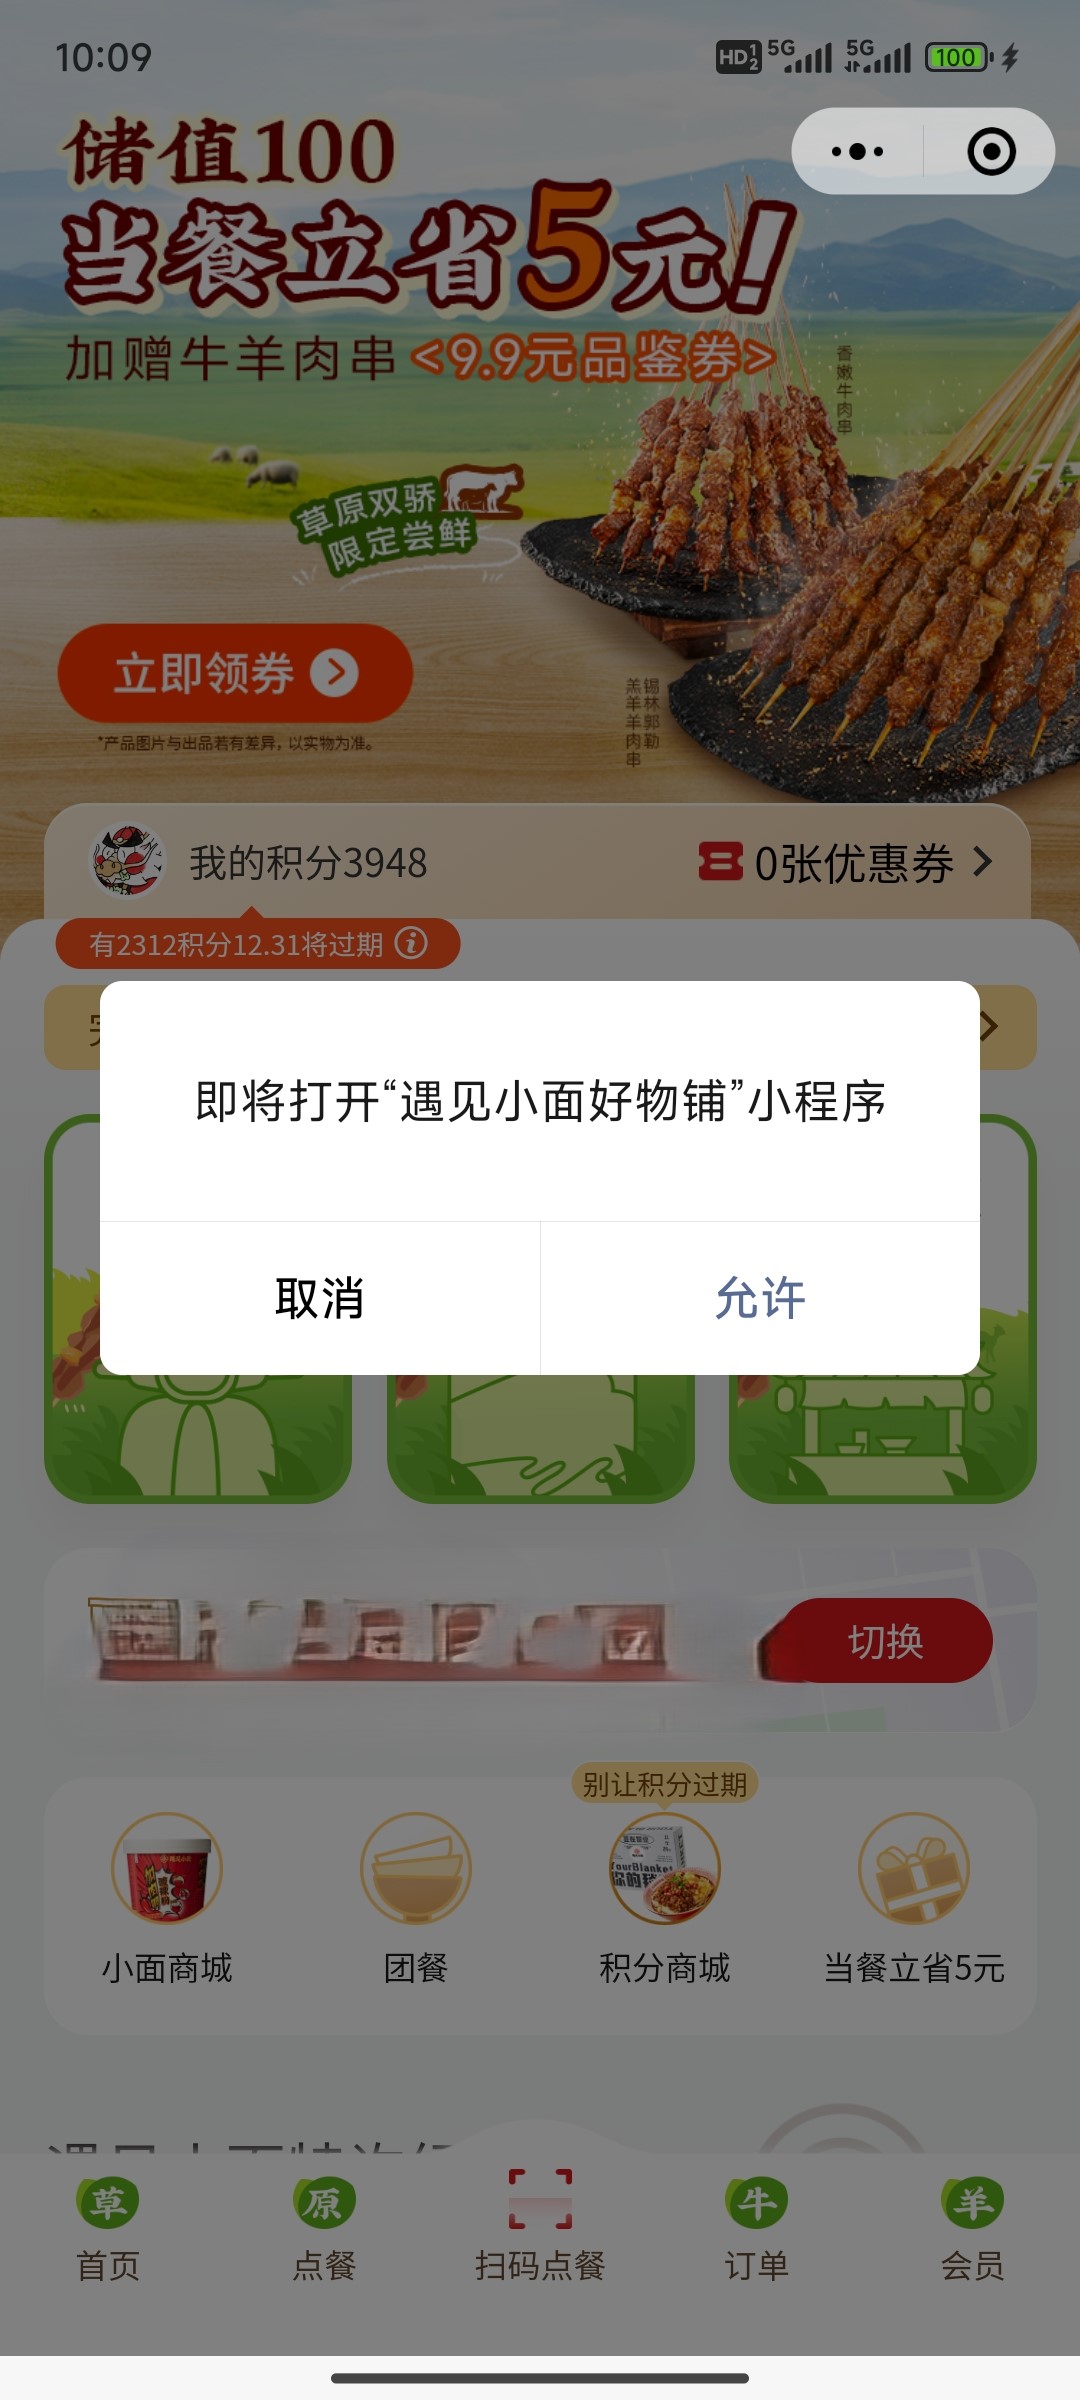 10:09
HD 1 2 5G 5G 100
储值100
当餐立省5元!
加赠牛羊肉串<9.9元品鉴券>
香嫩牛肉串
草原双骄
限定尝鲜
立即领券
*产品图片与出品若有差异,以实物为准。
锡林郭勒
羔羊羊肉串
我的积分3948
0张优惠券
有2312积分12.31将过期
即将打开“遇见小面好物铺”小程序
取消
允许
切换
别让积分过期
小面商城
团餐
积分商城
当餐立省5元
草
原
牛
羊
首页
点餐
扫码点餐
订单
会员